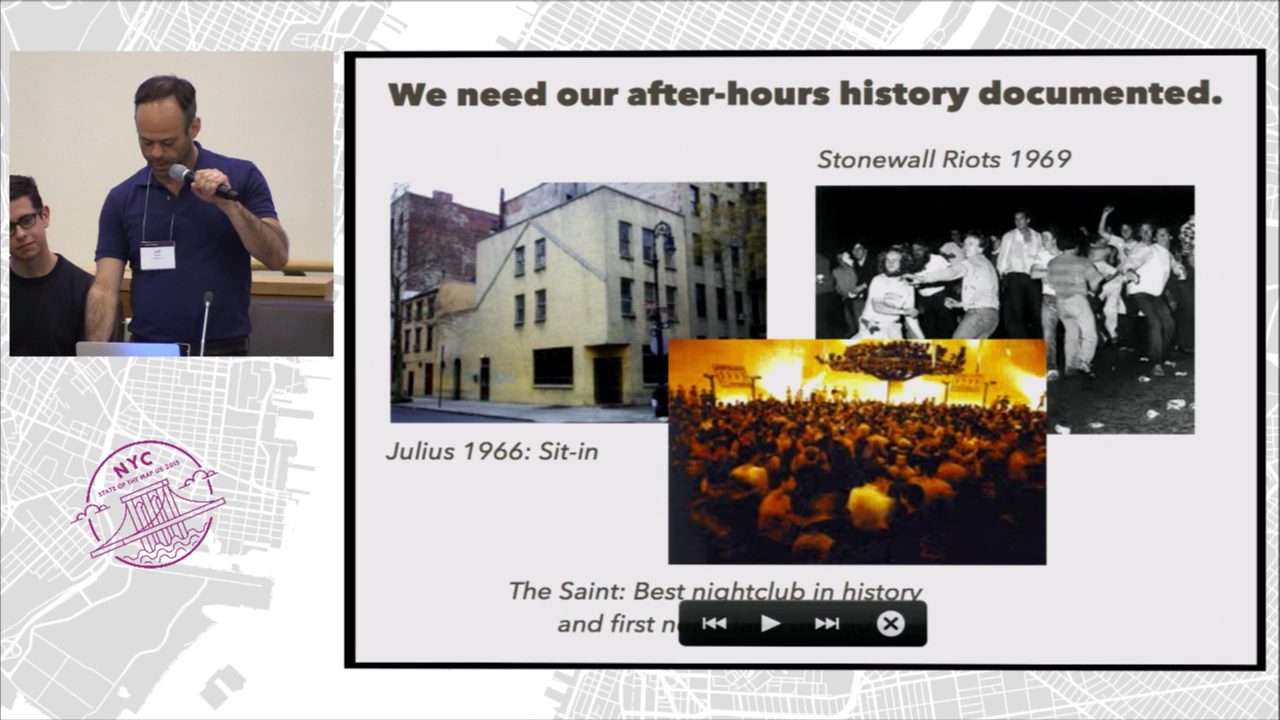 We need our after-hours history documented.
Stonewall Riots 1969
Julius 1966: Sit-in
The Saint: Best nightclub in history
and first
NYC
STATE OF THE MAP US 2015